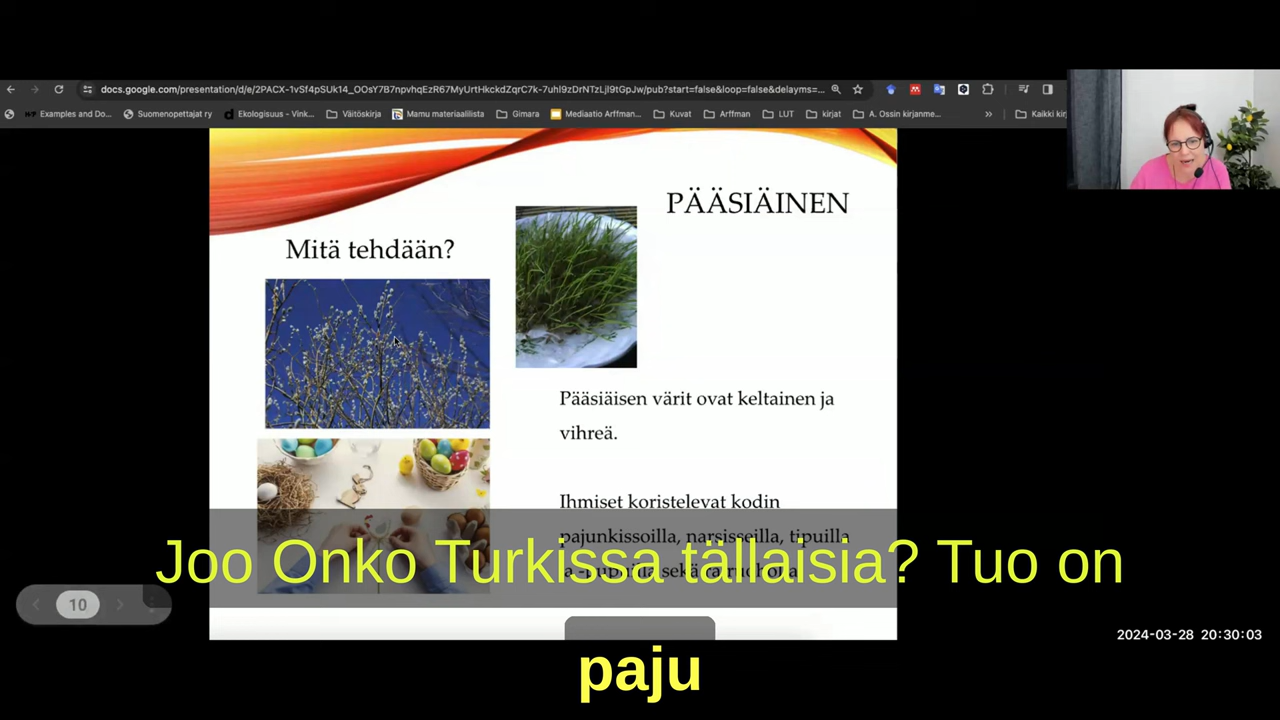 docs.google.com/presentation/d/e/2PACX-1vSf4pSUk14_OOsY7B7npvhqEzR67MyUrtHkckdZqrC7k-7uhl9zDrNTzLjl9tGpJw/pub?start=false&loop=false&delayms=...
Examples and Do... Suomenopettajat ry Ekologisuus - Vink... Väitöskirja Mamu materiaalista Gimara Mediaatio Arffman... Kuvat Arffman LUT kirjat A. Ossin kirjanme... » Kaikki kirj
PÄÄSIÄINEN
Mitä tehdään?
Pääsiäisen värit ovat keltainen ja
vihreä.
Ihmiset koristelevat kodin
pajunkissoilla, narsisseilla, tipuilla
Joo Onko Turkissa tällaisia? Tuo on
paju
10
2024-03-28 20:30:03